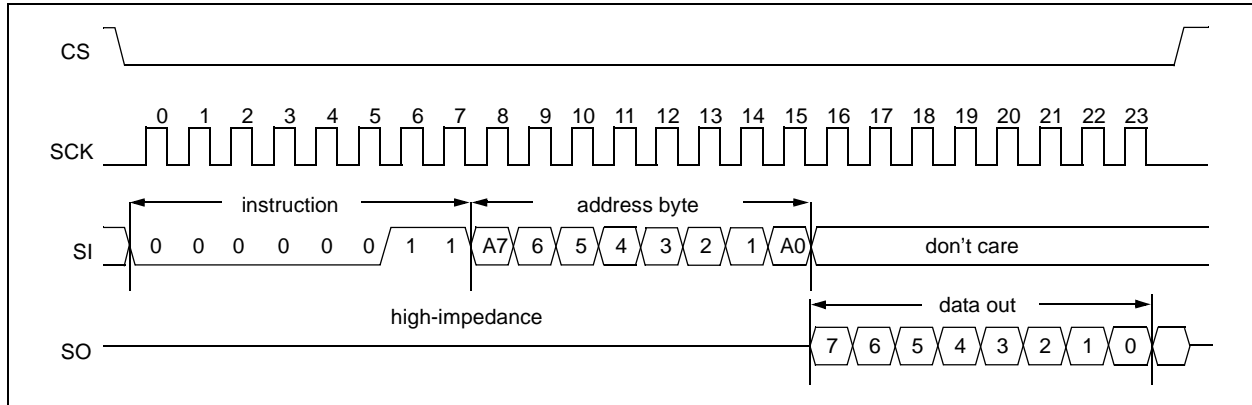 CS
0 1 2 3 4 5 6 7 8 9 10 11 12 13 14 15 16 17 18 19 20 21 22 23
SCK
instruction address byte
SI 0 0 0 0 0 0 1 1 A7 6 5 4 3 2 1 A0 don't care
high-impedance data out
SO 7 6 5 4 3 2 1 0